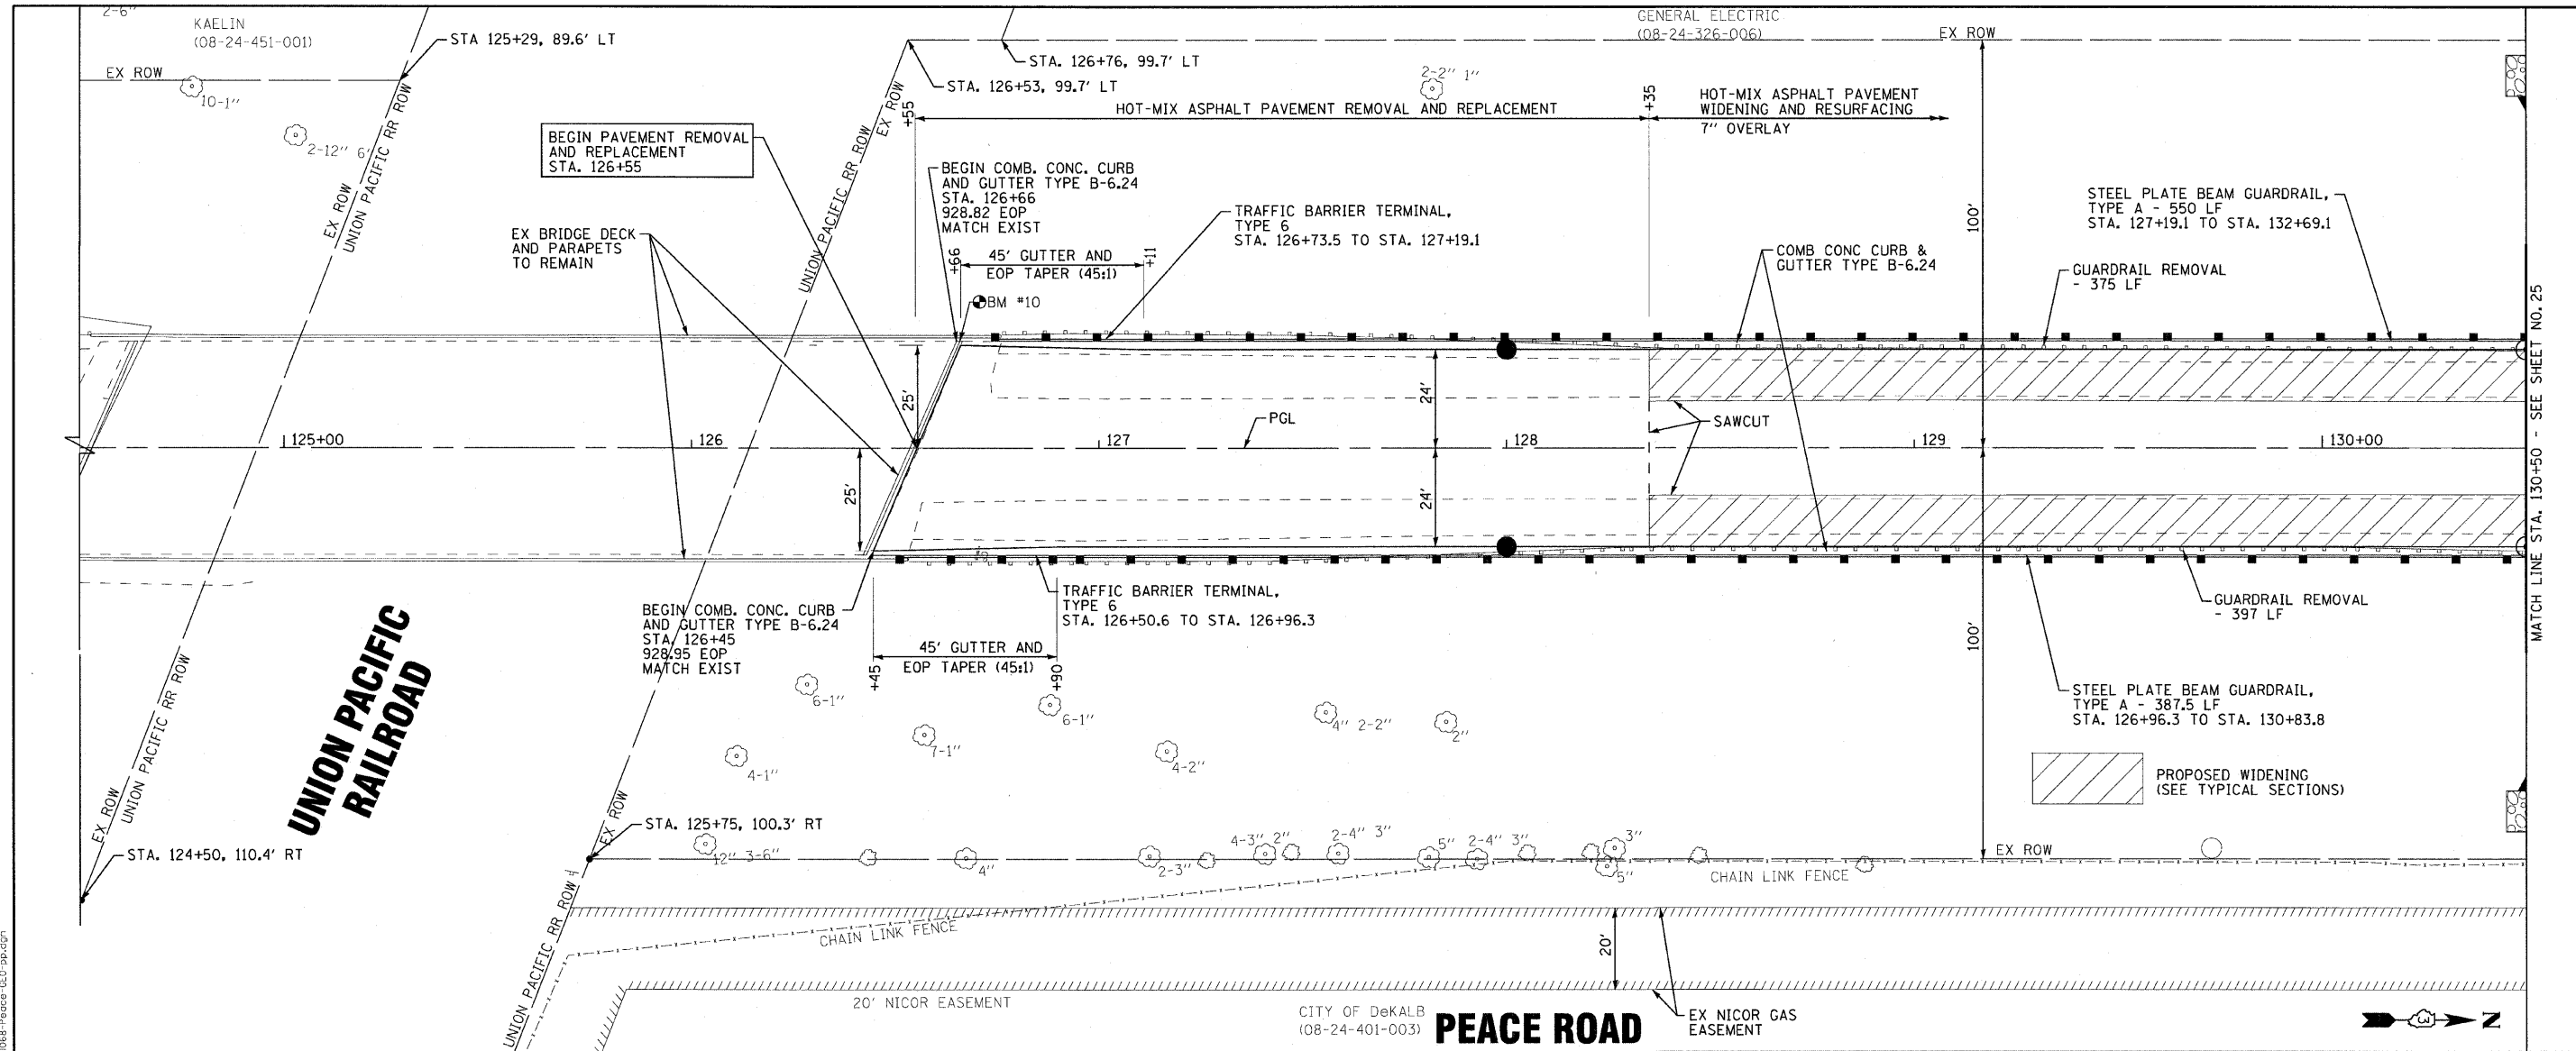 2-6"
KAELIN
(08-24-451-001)
STA 125+29, 89.6' LT
GENERAL ELECTRIC
(08-24-326-006)
EX ROW
STA. 126+76, 99.7' LT
STA. 126+53, 99.7' LT
EX ROW
10-1"
2-12" 6"
2-2" 1"
+55
HOT-MIX ASPHALT PAVEMENT REMOVAL AND REPLACEMENT
+35
HOT-MIX ASPHALT PAVEMENT
WIDENING AND RESURFACING
7" OVERLAY
EX ROW
UNION PACIFIC RR ROW
EX ROW
UNION PACIFIC RR ROW
BEGIN PAVEMENT REMOVAL
AND REPLACEMENT
STA. 126+55
BEGIN COMB. CONC. CURB
AND GUTTER TYPE B-6.24
STA. 126+66
928.82 EOP
MATCH EXIST
EX BRIDGE DECK
AND PARAPETS
TO REMAIN
TRAFFIC BARRIER TERMINAL,
TYPE 6
STA. 126+73.5 TO STA. 127+19.1
STEEL PLATE BEAM GUARDRAIL,
TYPE A - 550 LF
STA. 127+19.1 TO STA. 132+69.1
100'
COMB CONC CURB &
GUTTER TYPE B-6.24
GUARDRAIL REMOVAL
- 375 LF
+66
45' GUTTER AND
EOP TAPER (45:1)
+11
BM #10
25'
24'
PGL
SAWCUT
125+00
126
127
128
129
130+00
25'
24'
MATCH LINE STA. 130+50 - SEE SHEET NO. 25
BEGIN COMB. CONC. CURB
AND GUTTER TYPE B-6.24
STA. 126+45
928.95 EOP
MATCH EXIST
TRAFFIC BARRIER TERMINAL,
TYPE 6
STA. 126+50.6 TO STA. 126+96.3
+45
45' GUTTER AND
EOP TAPER (45:1)
+90
GUARDRAIL REMOVAL
- 397 LF
100'
STEEL PLATE BEAM GUARDRAIL,
TYPE A - 387.5 LF
STA. 126+96.3 TO STA. 130+83.8
UNION PACIFIC
RAILROAD
6-1"
6-1"
7-1"
4-1"
4-2"
4" 2-2"
2"
PROPOSED WIDENING
(SEE TYPICAL SECTIONS)
EX ROW
UNION PACIFIC RR ROW
STA. 124+50, 110.4' RT
EX ROW
STA. 125+75, 100.3' RT
12" 3-6"
4"
2-3"
4-3" 2"
2-4" 3"
5"
2-4" 3"
3"
5"
EX ROW
CHAIN LINK FENCE
CHAIN LINK FENCE
UNION PACIFIC RR ROW
20'
20' NICOR EASEMENT
CITY OF DeKALB
(08-24-401-003)
PEACE ROAD
EX NICOR GAS
EASEMENT
N